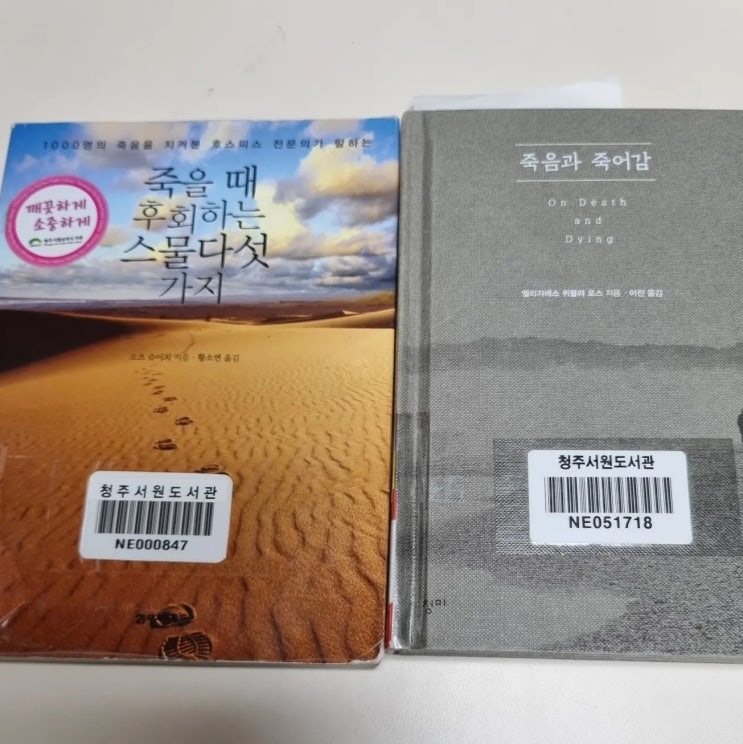 1000명의 죽음을 지켜본 호스피스 전문의가 말하는
죽을 때
후회하는
스물다섯
가지
깨끗하게
소중하게
오츠 슈이치 지음 · 황소연 옮김
청주서원도서관
NE000847
죽음과 죽어감
On Death
and
Dying
엘리자베스 퀴블러 로스 지음 · 이진 옮김
청주서원도서관
NE051718
청미